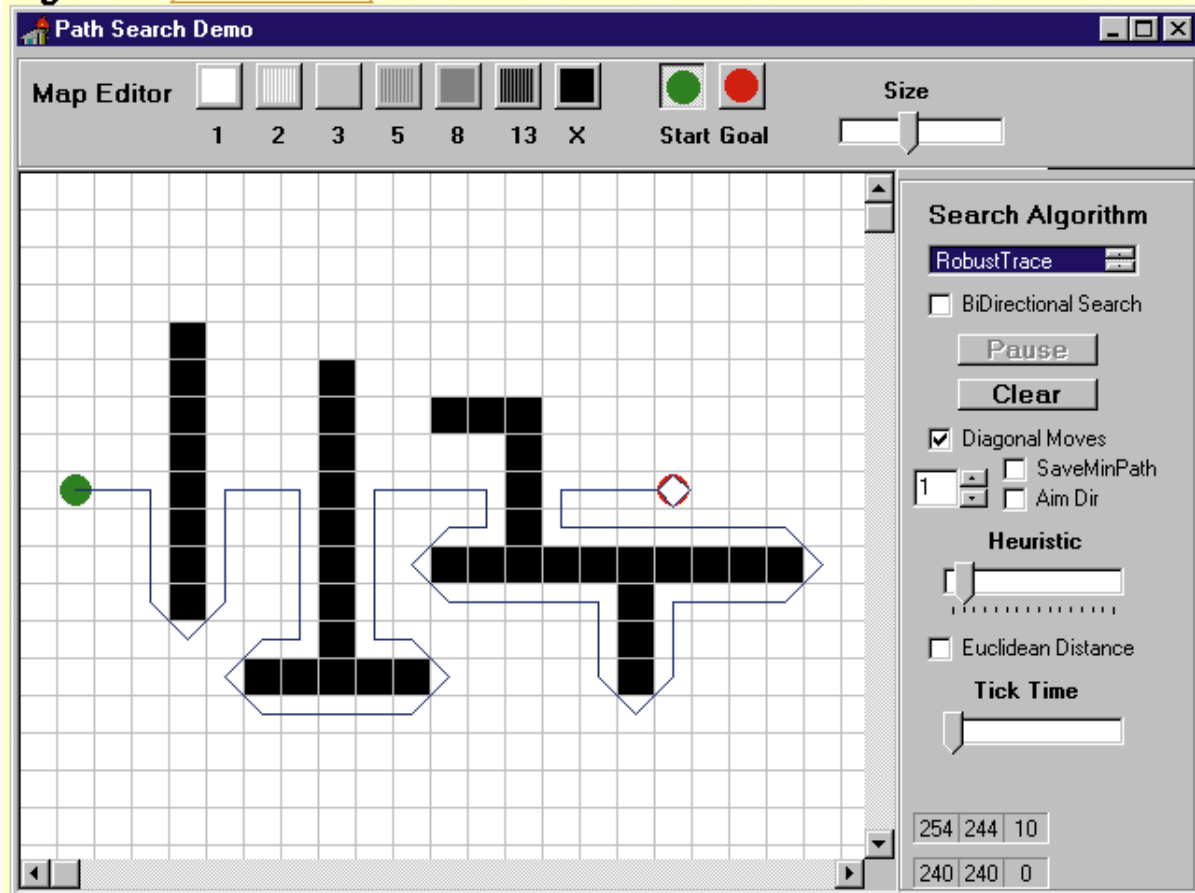 Path Search Demo
Map Editor
1 2 3 5 8 13 X
Start Goal
Size
Search Algorithm
RobustTrace
BiDirectional Search
Pause
Clear
Diagonal Moves
1
SaveMinPath
Aim Dir
Heuristic
Euclidean Distance
Tick Time
254 244 10
240 240 0